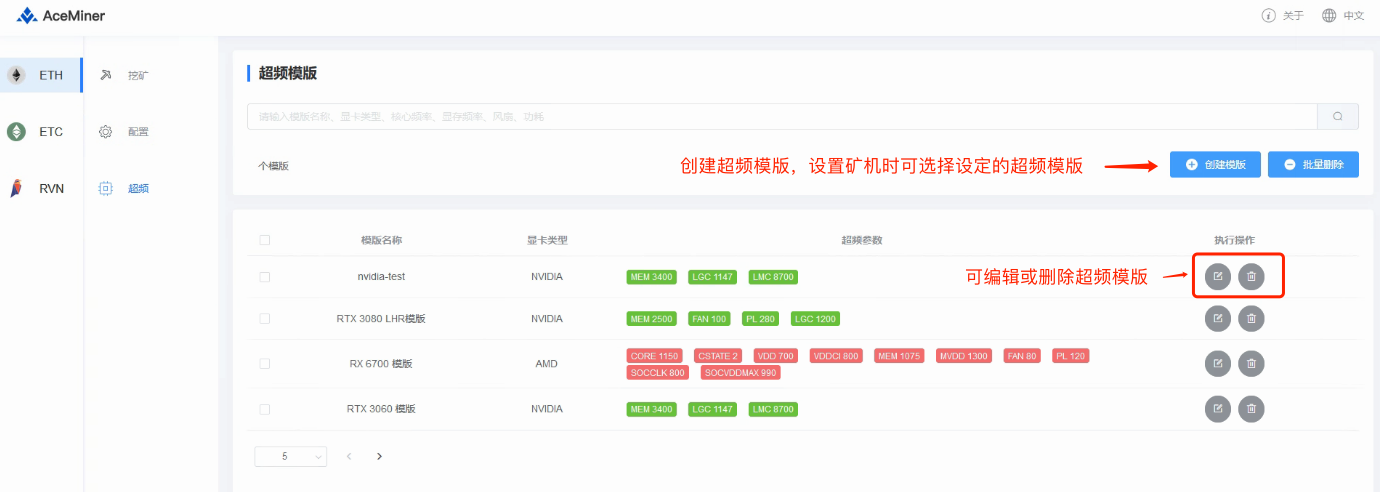 AceMiner
关于
中文
ETH
挖矿
ETC
配置
RVN
超频
超频模版
请输入模版名称、显卡类型、核心频率、显存频率、风扇、功耗
个模版
创建超频模版，设置矿机时可选择设定的超频模版
创建模版
批量删除
模版名称 显卡类型 超频参数 执行操作
nvidia-test NVIDIA MEM 3400 LGC 1147 LMC 8700
可编辑或删除超频模版
RTX 3080 LHR模版 NVIDIA MEM 2500 FAN 100 PL 280 LGC 1200
RX 6700 模版 AMD CORE 1150 CSTATE 2 VDD 700 VDDCI 800 MEM 1075 MVDD 1300 FAN 80 PL 120
SOCCLK 800 SOCVDDMAX 990
RTX 3060 模版 NVIDIA MEM 3400 LGC 1147 LMC 8700
5